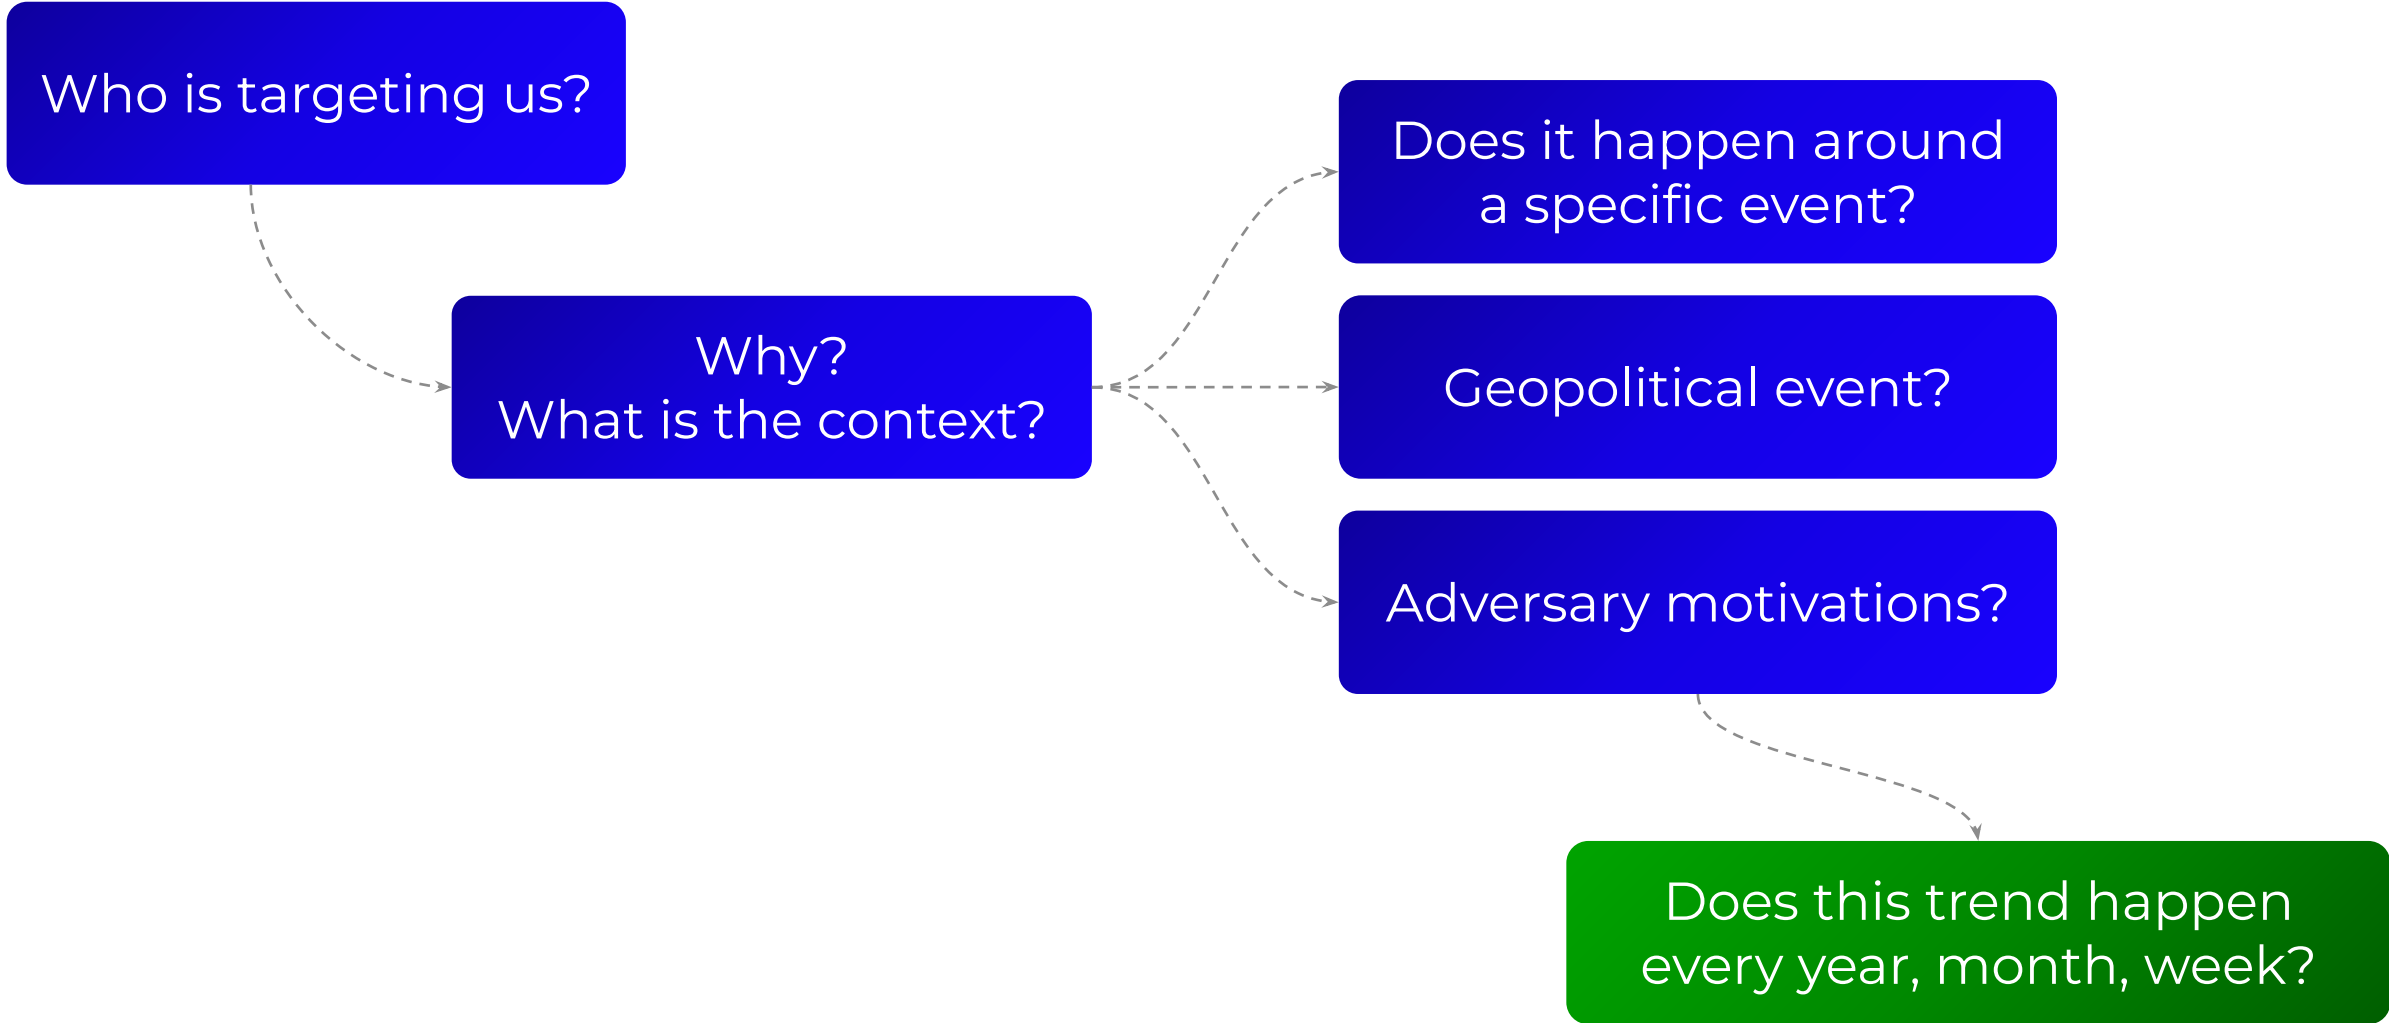 Who is targeting us?
Why?
What is the context?
Does it happen around
a specific event?
Geopolitical event?
Adversary motivations?
Does this trend happen
every year, month, week?